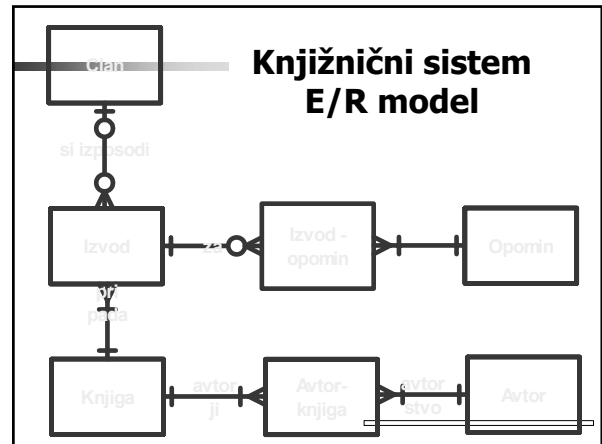 Knjižnični sistem
E/R model
Član
si izposodi
Izvod
za
Izvod -
opomin
Opomin
pri
pada
Knjiga
avtor
ji
Avtor-
knjiga
avtor
stvo
Avtor